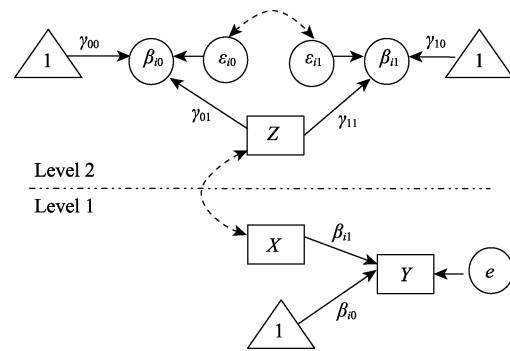 γ₀₀
γ₁₀
1
βᵢ₀
εᵢ₀
εᵢ₁
βᵢ₁
1
γ₀₁
Z
γ₁₁
Level 2
Level 1
X
βᵢ₁
Y
e
1
βᵢ₀